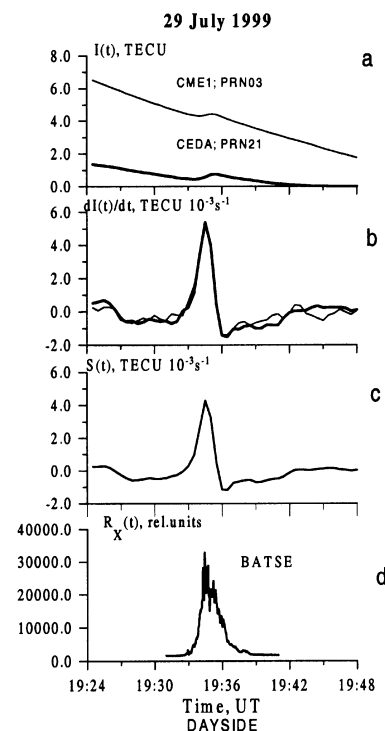 29 July 1999
I(t), TECU
a
8.0
6.0
CME1; PRN03
4.0
CEDA; PRN21
2.0
0.0
dI(t)/dt, TECU 10-3s-1
b
6.0
4.0
2.0
0.0
-2.0
S(t), TECU 10-3s-1
c
6.0
4.0
2.0
0.0
-2.0
RX(t), rel.units
40000.0
BATSE
30000.0
d
20000.0
10000.0
0.0
19:24 19:30 19:36 19:42 19:48
Time, UT
DAYSIDE